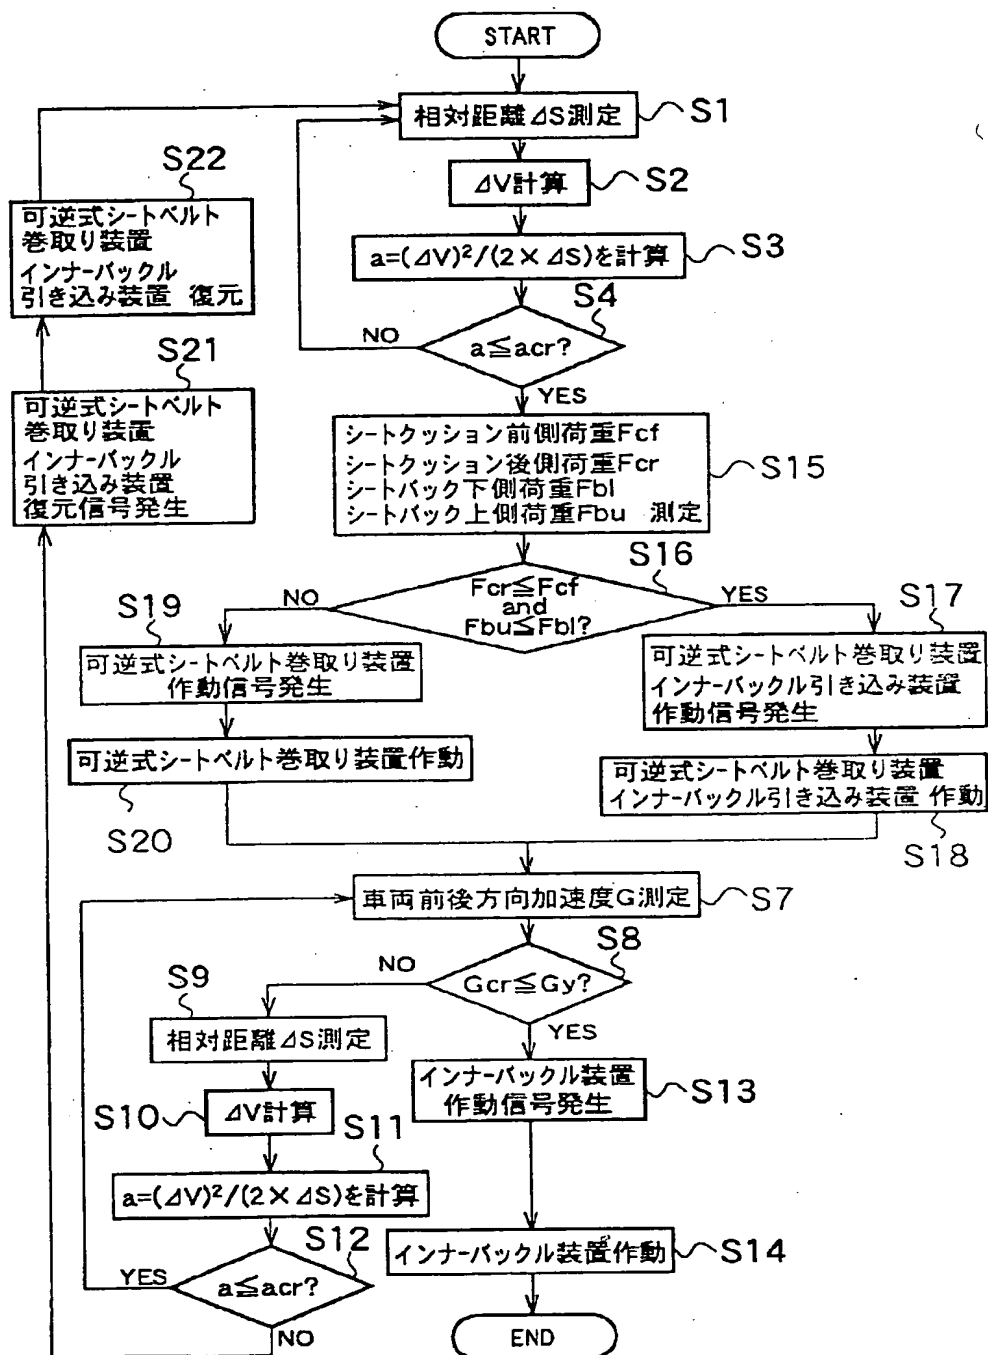 START
相対距離⊿S測定
S1
⊿V計算
S2
a=(⊿V)²/(2×⊿S)を計算
S3
a≦acr?
S4
NO
YES
シートクッション前側荷重Fcf
シートクッション後側荷重Fcr
シートバック下側荷重Fbl
シートバック上側荷重Fbu 測定
S15
Fcr≦Fcf
and
Fbu≦Fbl?
S16
NO
YES
S19
可逆式シートベルト巻取り装置
作動信号発生
可逆式シートベルト巻取り装置作動
S20
S17
可逆式シートベルト巻取り装置
インナーバックル引き込み装置
作動信号発生
可逆式シートベルト巻取り装置
インナーバックル引き込み装置 作動
S18
車両前後方向加速度G測定
S7
Gcr≦Gy?
S8
NO
YES
S9
相対距離⊿S測定
S10
⊿V計算
S11
a=(⊿V)²/(2×⊿S)を計算
S12
a≦acr?
YES
NO
インナーバックル装置
作動信号発生
S13
インナーバックル装置作動
S14
END
S21
可逆式シートベルト
巻取り装置
インナーバックル
引き込み装置
復元信号発生
S22
可逆式シートベルト
巻取り装置
インナーバックル
引き込み装置 復元